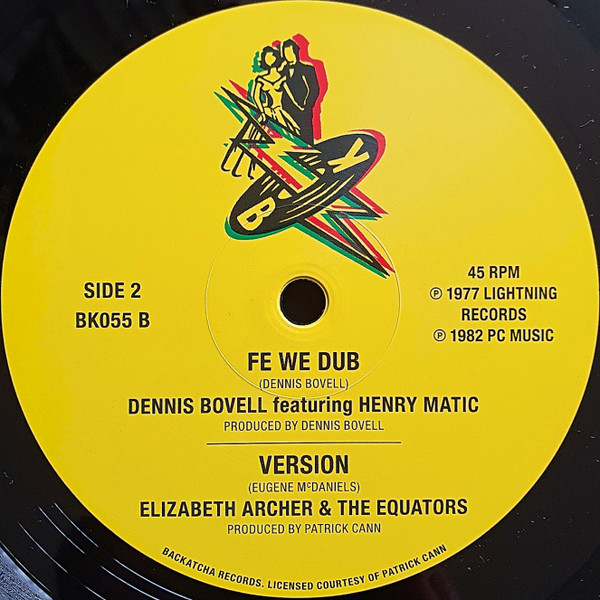 B K
SIDE 2
BK055 B
45 RPM
℗ 1977 LIGHTNING
RECORDS
℗ 1982 PC MUSIC
FE WE DUB
(DENNIS BOVELL)
DENNIS BOVELL featuring HENRY MATIC
PRODUCED BY DENNIS BOVELL
VERSION
(EUGENE McDANIELS)
ELIZABETH ARCHER & THE EQUATORS
PRODUCED BY PATRICK CANN
BACKATCHA RECORDS. LICENSED COURTESY OF PATRICK CANN